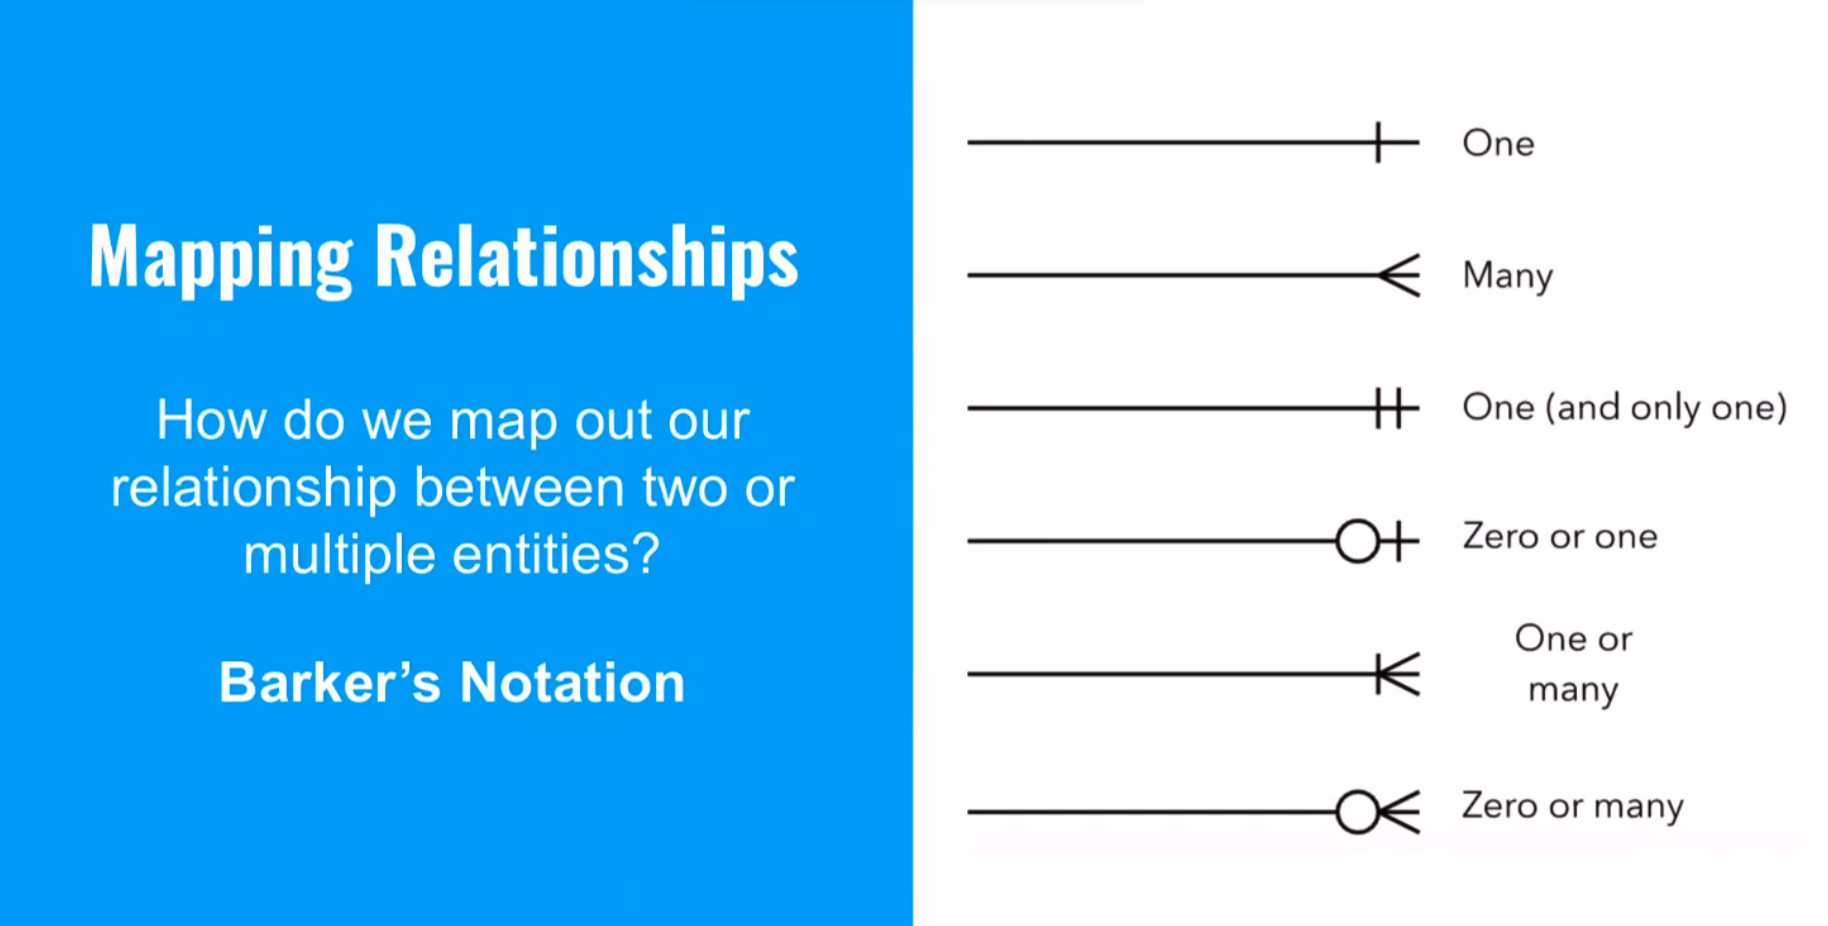 Mapping Relationships
How do we map out our
relationship between two or
multiple entities?
Barker’s Notation
One
Many
One (and only one)
Zero or one
One or
many
Zero or many